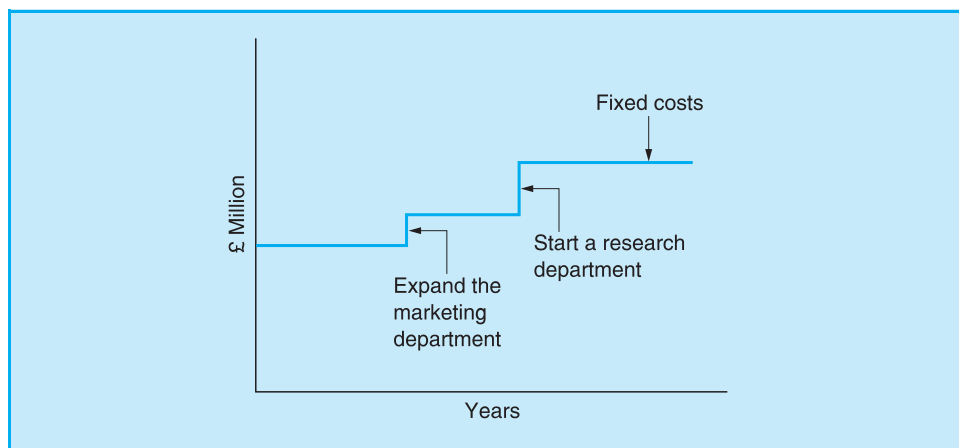 Fixed costs
£ Million
Start a research
department
Expand the
marketing
department
Years